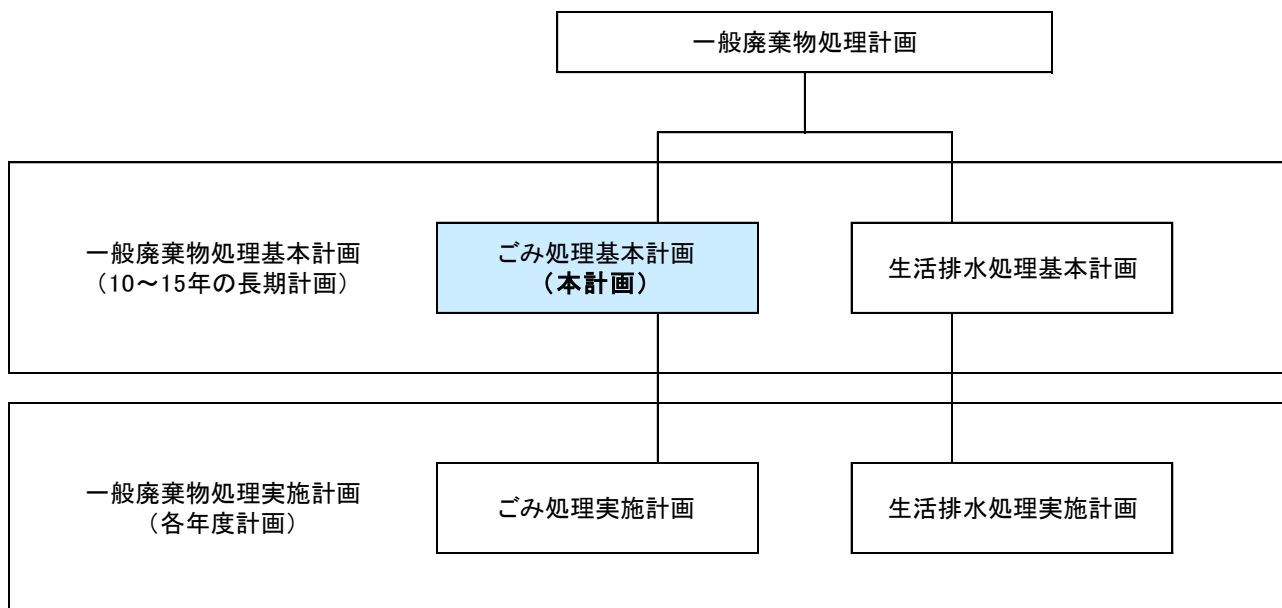 一般廃棄物処理計画
一般廃棄物処理基本計画
（10～15年の長期計画）
ごみ処理基本計画
（本計画）
生活排水処理基本計画
一般廃棄物処理実施計画
（各年度計画）
ごみ処理実施計画
生活排水処理実施計画